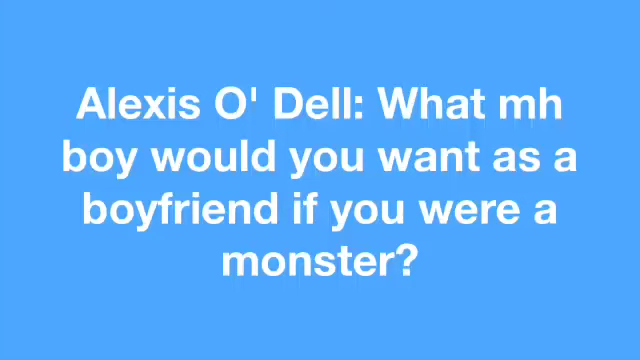 Alexis O' Dell: What mh
boy would you want as a
boyfriend if you were a
monster?